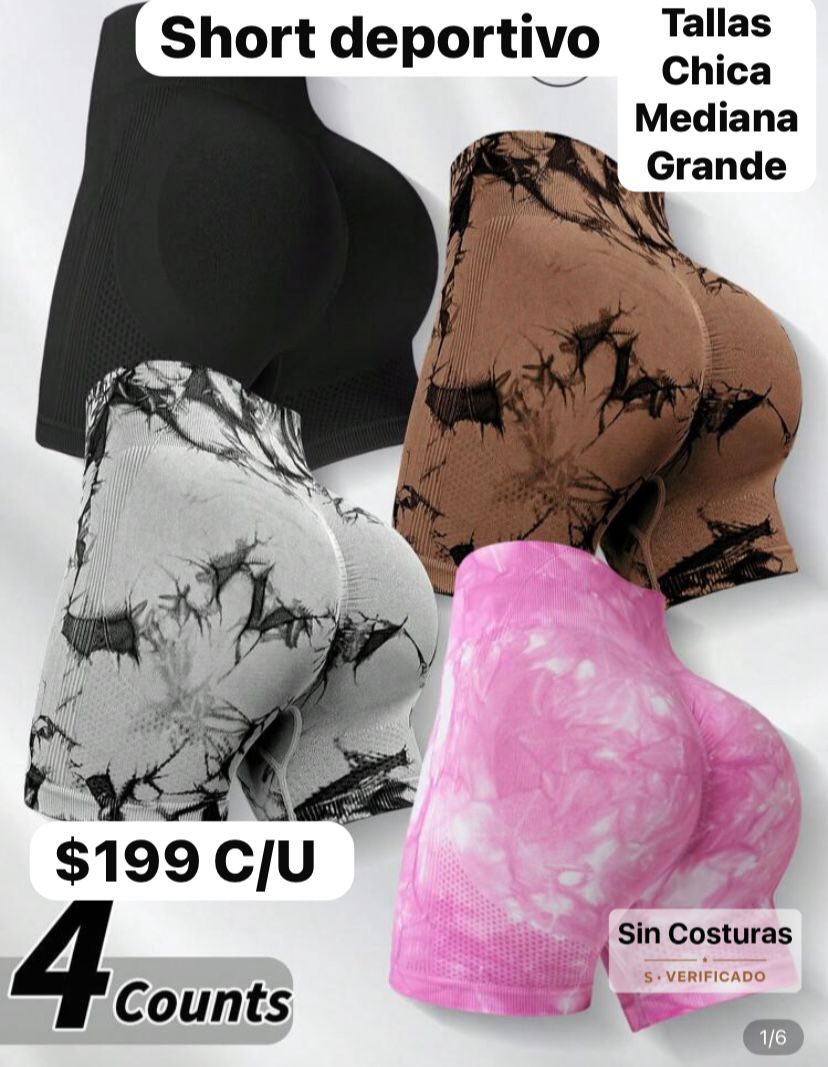 Short deportivo
Tallas
Chica
Mediana
Grande
$199 C/U
4 Counts
Sin Costuras
S • VERIFICADO
1/6